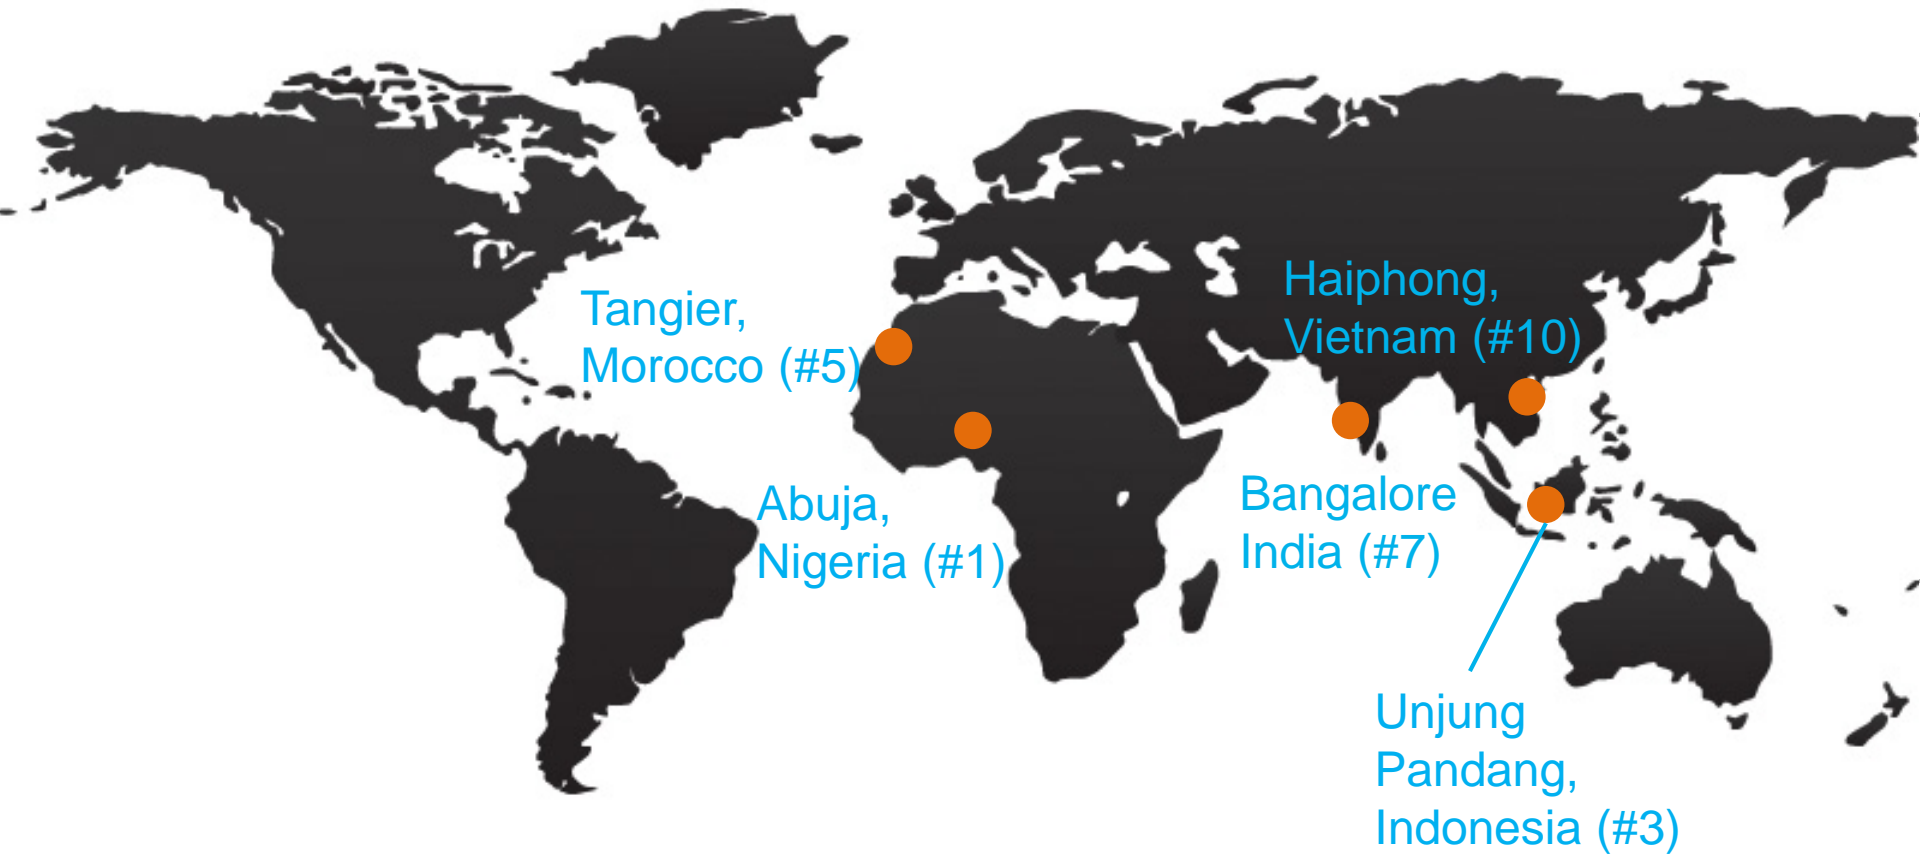 Tangier,
Morocco (#5)
Haiphong,
Vietnam (#10)
Abuja,
Nigeria (#1)
Bangalore
India (#7)
Unjung
Pandang,
Indonesia (#3)